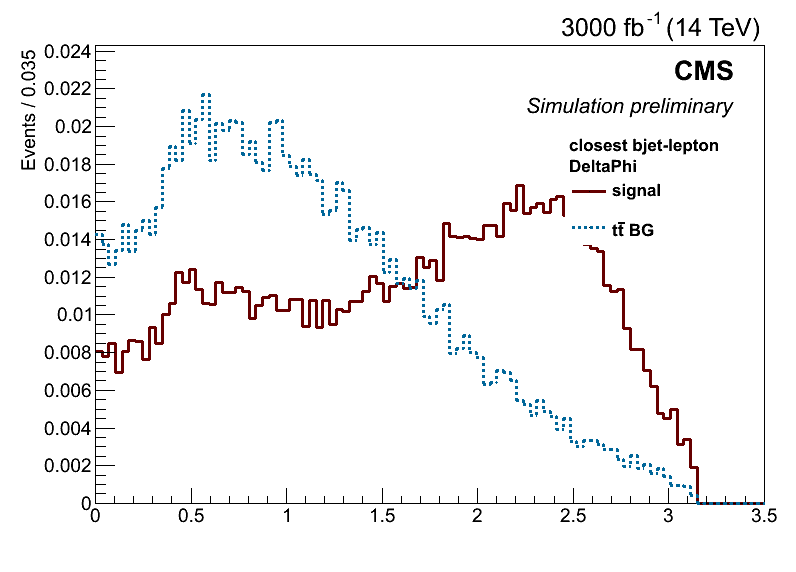 3000 fb-1 (14 TeV)
CMS
Simulation preliminary
closest bjet-lepton
DeltaPhi
signal
tt̄ BG
Events / 0.035
0.024
0.022
0.02
0.018
0.016
0.014
0.012
0.01
0.008
0.006
0.004
0.002
0
0 0.5 1 1.5 2 2.5 3 3.5